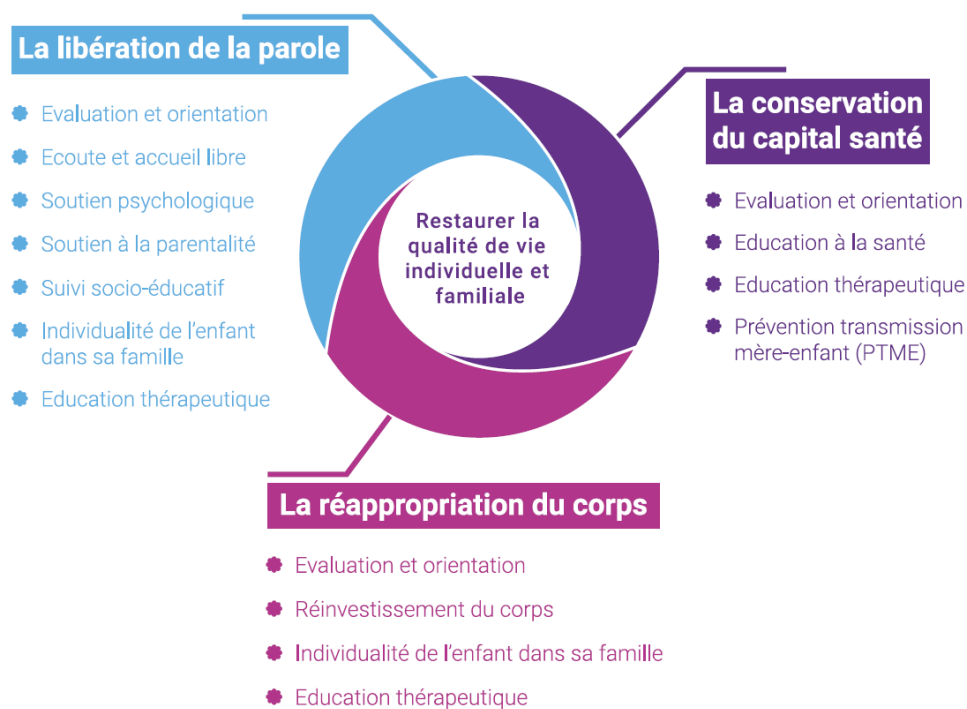 La libération de la parole
Evaluation et orientation
Ecoute et accueil libre
Soutien psychologique
Soutien à la parentalité
Suivi socio-éducatif
Individualité de l'enfant
dans sa famille
Education thérapeutique
Restaurer la
qualité de vie
individuelle et
familiale
La conservation
du capital santé
Evaluation et orientation
Education à la santé
Education thérapeutique
Prévention transmission
mère-enfant (PTME)
La réappropriation du corps
Evaluation et orientation
Réinvestissement du corps
Individualité de l'enfant dans sa famille
Education thérapeutique